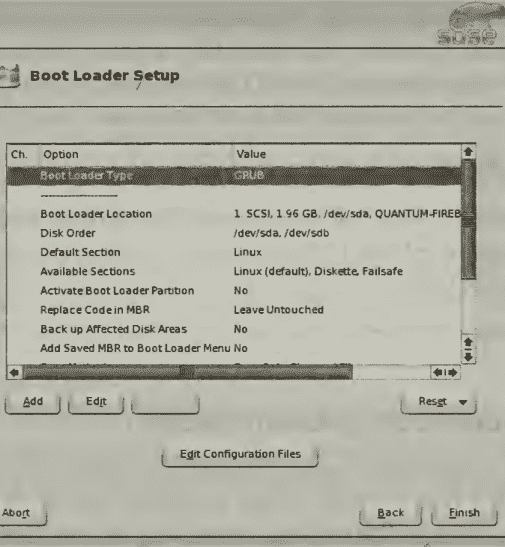 SUSE
Boot Loader Setup
Ch. Option Value
Boot Loader Type GRUB
Boot Loader Location 1. SCSI, 1.96 GB, /dev/sda, QUANTUM-FIREB
Disk Order /dev/sda, /dev/sdb
Default Section Linux
Available Sections Linux (default), Diskette, Failsafe
Activate Boot Loader Partition No
Replace Code in MBR Leave Untouched
Back up Affected Disk Areas No
Add Saved MBR to Boot Loader Menu No
Add Edit Reset
Edit Configuration Files
Abort Back Finish